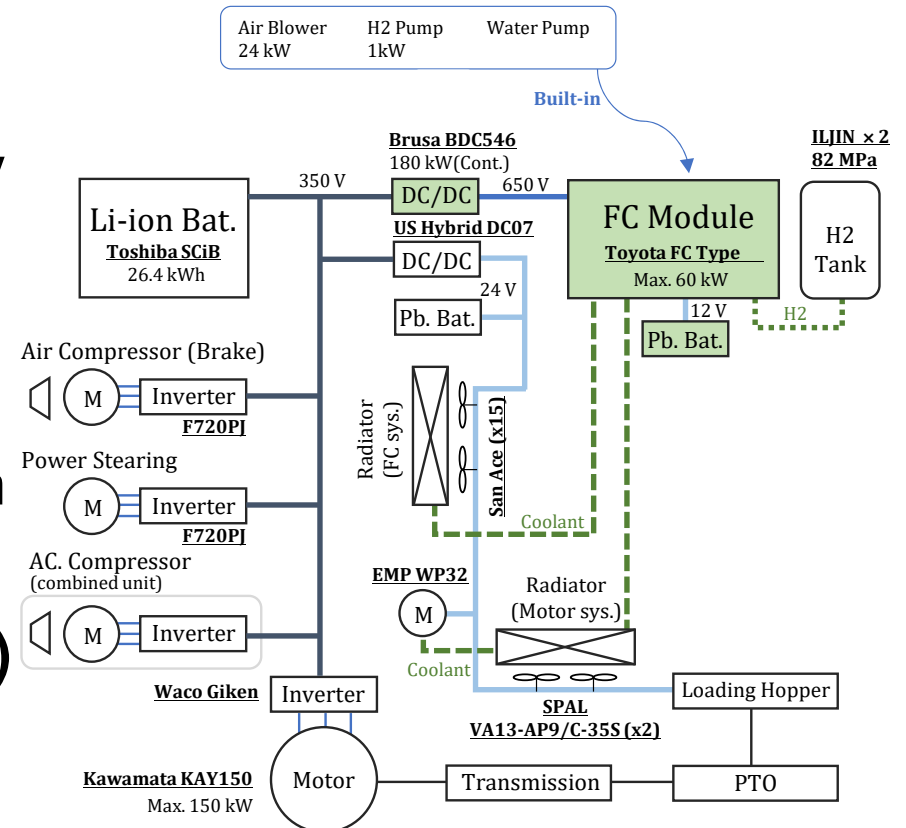 Air Blower H2 Pump Water Pump
24 kW 1kW
Built-in
Brusa BDC546
180 kW(Cont.)
ILJIN × 2
82 MPa
350 V
DC/DC
650 V
Li-ion Bat.
Toshiba SCiB
26.4 kWh
US Hybrid DC07
DC/DC
24 V
Pb. Bat.
FC Module
Toyota FC Type
Max. 60 kW
H2
Tank
12 V
H2
Pb. Bat.
Air Compressor (Brake)
M
Inverter
F720PJ
Radiator
(FC sys.)
San Ace (x15)
Power Stearing
M
Inverter
F720PJ
Coolant
AC. Compressor
(combined unit)
M
Inverter
EMP WP32
M
Radiator
(Motor sys.)
Coolant
Waco Giken
Inverter
SPAL
VA13-AP9/C-35S (x2)
Loading Hopper
Kawamata KAY150
Max. 150 kW
Motor
Transmission
PTO